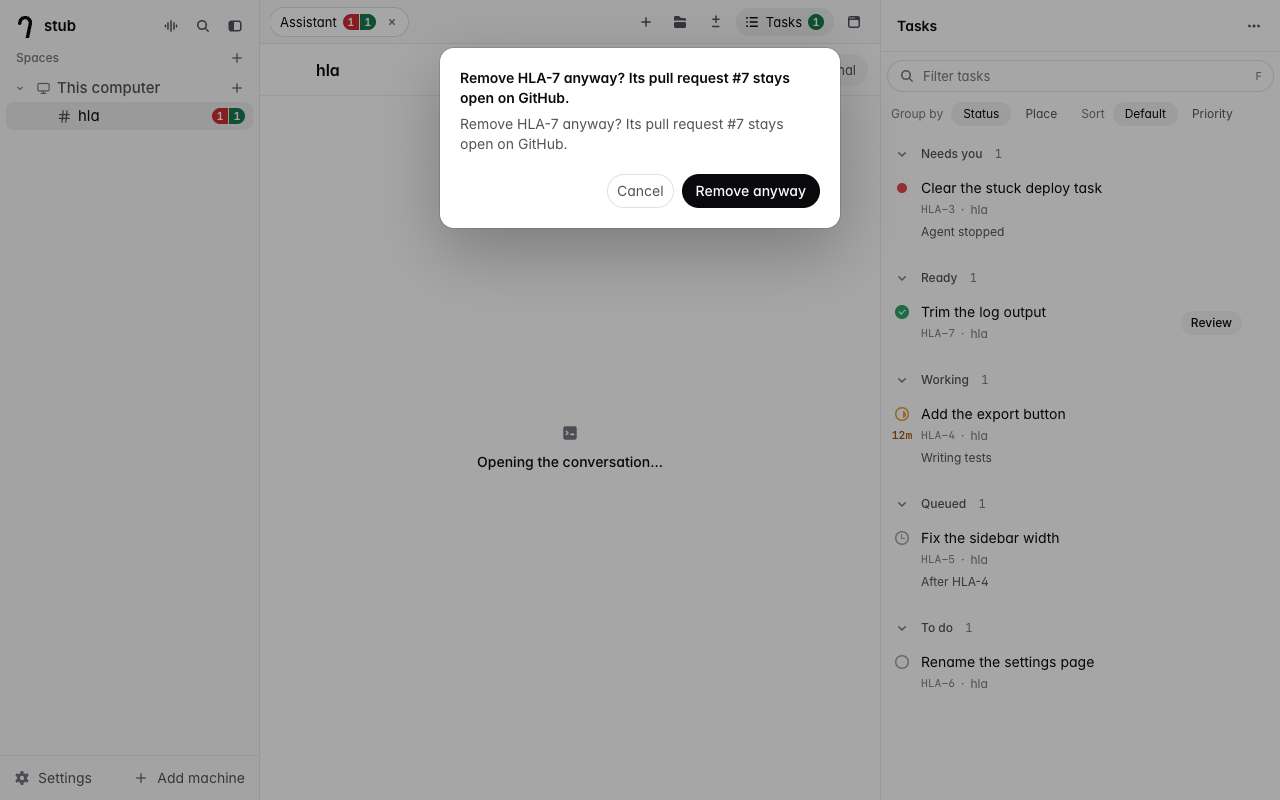 stub
Spaces
This computer
hla 1 1
Settings
Add machine
Assistant 1 1
Tasks 1
hla
Remove HLA-7 anyway? Its pull request #7 stays
open on GitHub.
Remove HLA-7 anyway? Its pull request #7 stays
open on GitHub.
Cancel
Remove anyway
Opening the conversation...
Tasks
Filter tasks F
Group by Status Place Sort Default Priority
Needs you 1
Clear the stuck deploy task
HLA-3 · hla
Agent stopped
Ready 1
Trim the log output
HLA-7 · hla
Review
Working 1
Add the export button
12m HLA-4 · hla
Writing tests
Queued 1
Fix the sidebar width
HLA-5 · hla
After HLA-4
To do 1
Rename the settings page
HLA-6 · hla